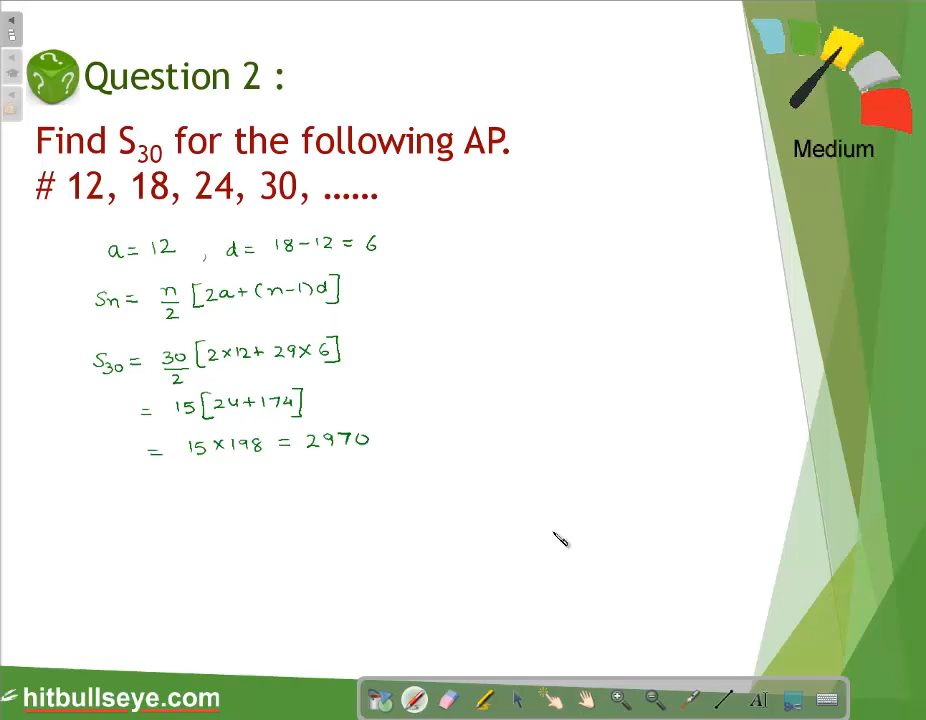 Question 2 :
Find S₃₀ for the following AP.
# 12, 18, 24, 30, ......
Medium
a = 12 , d = 18 - 12 = 6
Sn = n/2 [2a + (n-1)d]
S₃₀ = 30/2 [2×12 + 29×6]
= 15[24+174]
= 15×198 = 2970
hitbullseye.com
A